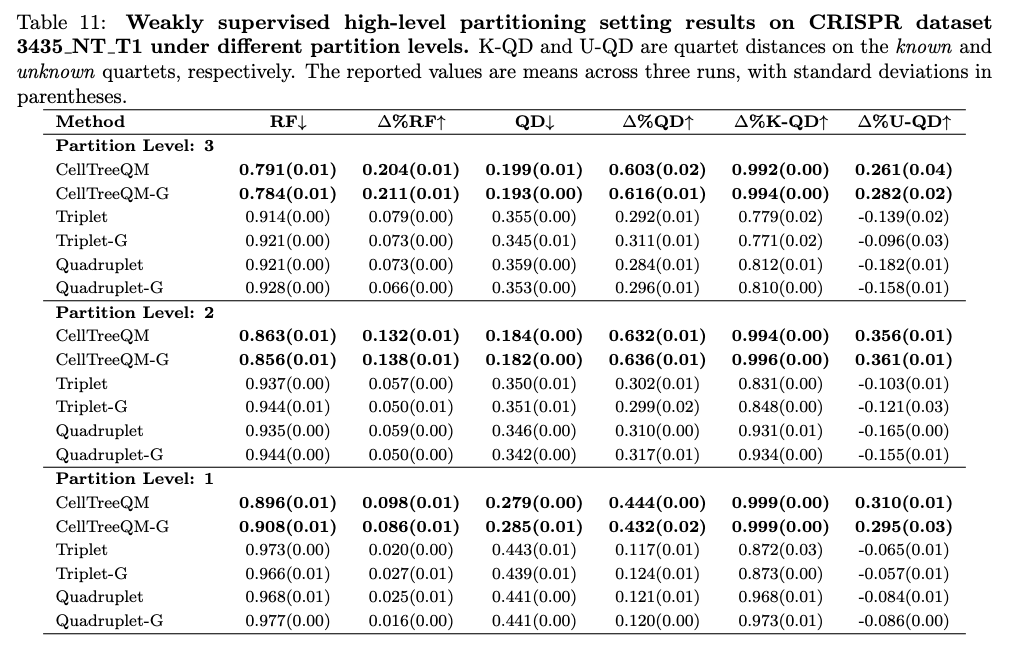 Table 11: Weakly supervised high-level partitioning setting results on CRISPR dataset
3435_NT_T1 under different partition levels. K-QD and U-QD are quartet distances on the known and
unknown quartets, respectively. The reported values are means across three runs, with standard deviations in
parentheses.
Method RF↓ Δ%RF↑ QD↓ Δ%QD↑ Δ%K-QD↑ Δ%U-QD↑
Partition Level: 3
CellTreeQM 0.791(0.01) 0.204(0.01) 0.199(0.01) 0.603(0.02) 0.992(0.00) 0.261(0.04)
CellTreeQM-G 0.784(0.01) 0.211(0.01) 0.193(0.00) 0.616(0.01) 0.994(0.00) 0.282(0.02)
Triplet 0.914(0.00) 0.079(0.00) 0.355(0.00) 0.292(0.01) 0.779(0.02) -0.139(0.02)
Triplet-G 0.921(0.00) 0.073(0.00) 0.345(0.01) 0.311(0.01) 0.771(0.02) -0.096(0.03)
Quadruplet 0.921(0.00) 0.073(0.00) 0.359(0.00) 0.284(0.01) 0.812(0.01) -0.182(0.01)
Quadruplet-G 0.928(0.00) 0.066(0.00) 0.353(0.00) 0.296(0.01) 0.810(0.00) -0.158(0.01)
Partition Level: 2
CellTreeQM 0.863(0.01) 0.132(0.01) 0.184(0.00) 0.632(0.01) 0.994(0.00) 0.356(0.01)
CellTreeQM-G 0.856(0.01) 0.138(0.01) 0.182(0.00) 0.636(0.01) 0.996(0.00) 0.361(0.01)
Triplet 0.937(0.00) 0.057(0.00) 0.350(0.01) 0.302(0.01) 0.831(0.00) -0.103(0.01)
Triplet-G 0.944(0.01) 0.050(0.01) 0.351(0.01) 0.299(0.02) 0.848(0.00) -0.121(0.03)
Quadruplet 0.935(0.00) 0.059(0.00) 0.346(0.00) 0.310(0.00) 0.931(0.01) -0.165(0.00)
Quadruplet-G 0.944(0.00) 0.050(0.00) 0.342(0.00) 0.317(0.01) 0.934(0.00) -0.155(0.01)
Partition Level: 1
CellTreeQM 0.896(0.01) 0.098(0.01) 0.279(0.00) 0.444(0.00) 0.999(0.00) 0.310(0.01)
CellTreeQM-G 0.908(0.01) 0.086(0.01) 0.285(0.01) 0.432(0.02) 0.999(0.00) 0.295(0.03)
Triplet 0.973(0.00) 0.020(0.00) 0.443(0.01) 0.117(0.01) 0.872(0.03) -0.065(0.01)
Triplet-G 0.966(0.01) 0.027(0.01) 0.439(0.01) 0.124(0.01) 0.873(0.00) -0.057(0.01)
Quadruplet 0.968(0.01) 0.025(0.01) 0.441(0.00) 0.121(0.01) 0.968(0.01) -0.084(0.01)
Quadruplet-G 0.977(0.00) 0.016(0.00) 0.441(0.00) 0.120(0.00) 0.973(0.01) -0.086(0.00)